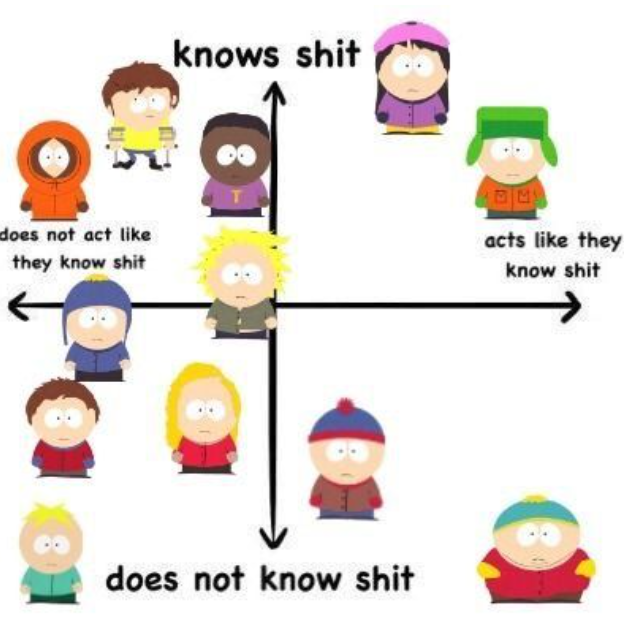 knows shit
T
does not act like
they know shit
acts like they
know shit
does not know shit